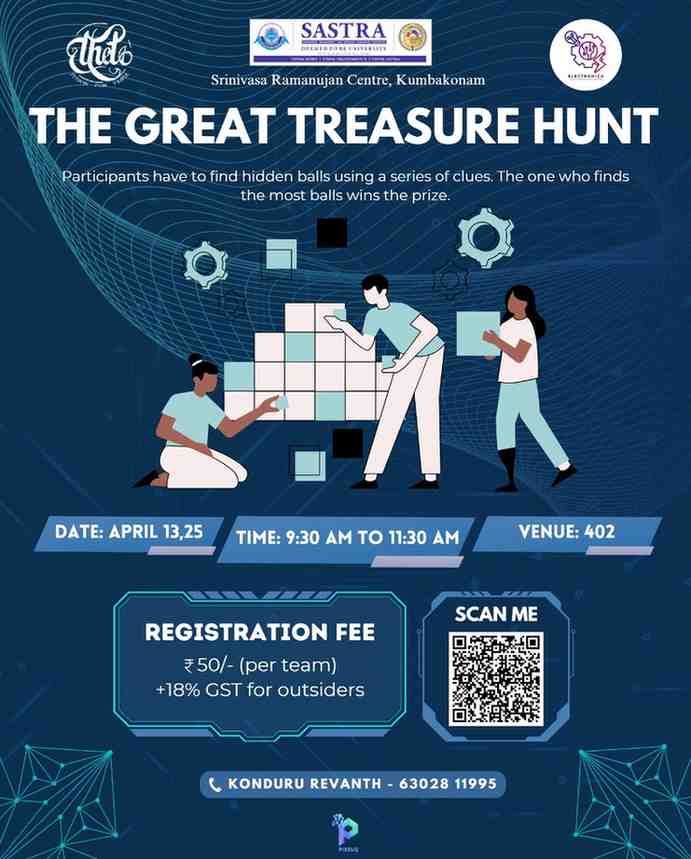 thelo
SASTRA
DEEMED TO BE UNIVERSITY
ELECTRONICA
Srinivasa Ramanujan Centre, Kumbakonam
THE GREAT TREASURE HUNT
Participants have to find hidden balls using a series of clues. The one who finds
the most balls wins the prize.
DATE: APRIL 13,25
TIME: 9:30 AM TO 11:30 AM
VENUE: 402
REGISTRATION FEE
₹50/- (per team)
+18% GST for outsiders
SCAN ME
KONDURU REVANTH - 63028 11995